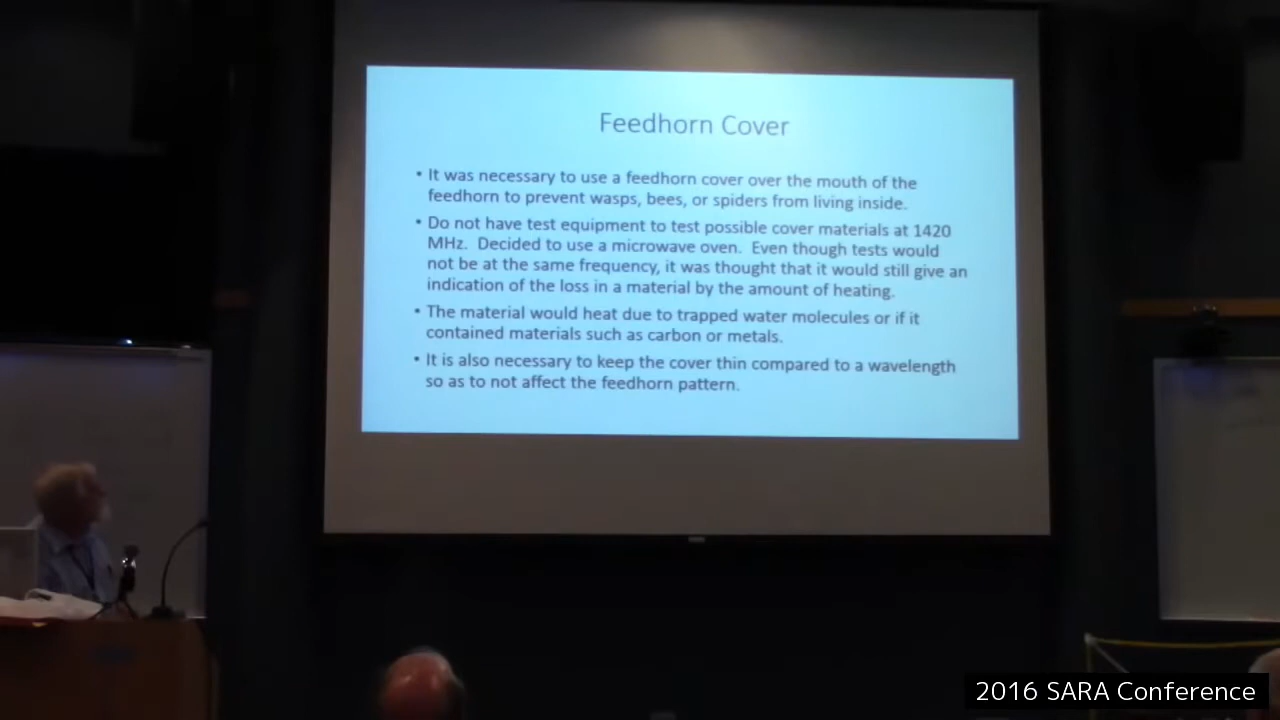 Feedhorn Cover
• It was necessary to use a feedhorn cover over the mouth of the
feedhorn to prevent wasps, bees, or spiders from living inside.
• Do not have test equipment to test possible cover materials at 1420
MHz.  Decided to use a microwave oven.  Even though tests would
not be at the same frequency, it was thought that it would still give an
indication of the loss in a material by the amount of heating.
• The material would heat due to trapped water molecules or if it
contained materials such as carbon or metals.
• It is also necessary to keep the cover thin compared to a wavelength
so as to not affect the feedhorn pattern.
2016 SARA Conference